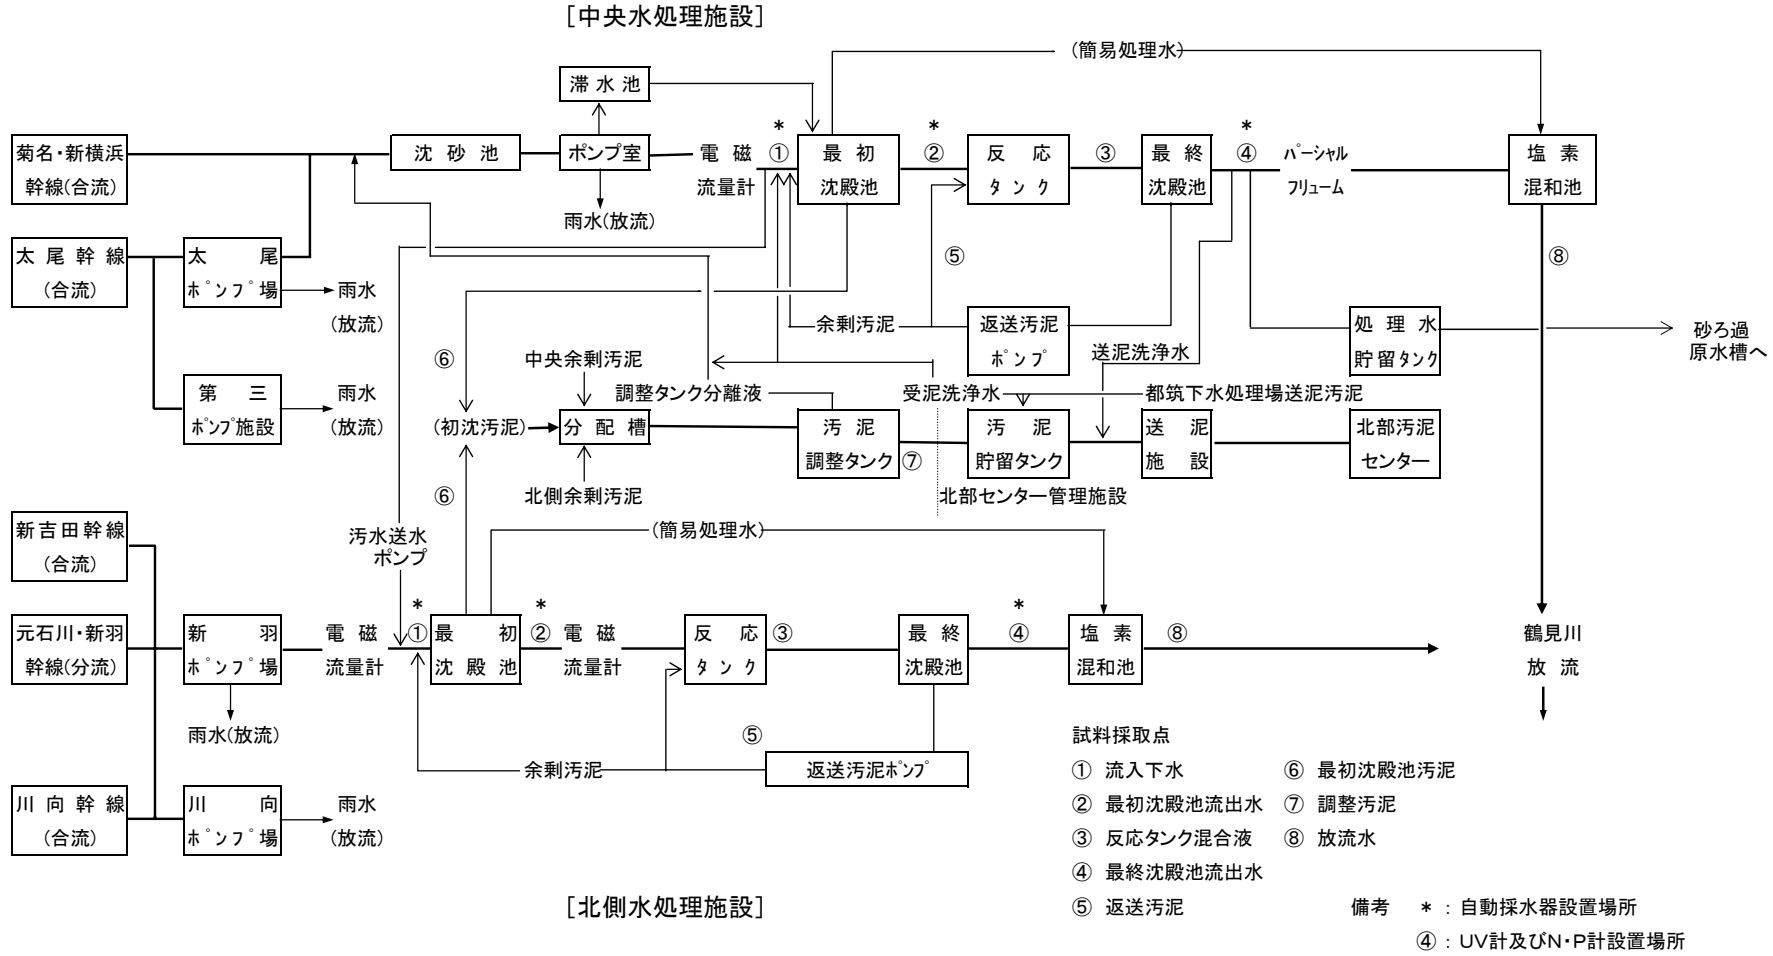 [中央水処理施設]
(簡易処理水)
滞水池
菊名・新横浜
幹線(合流)
沈砂池
ポンプ室
電磁
流量計
*
①
最初
沈殿池
*
②
反応
タンク
③
最終
沈殿池
*
④
パーシャル
フリューム
塩素
混和池
雨水(放流)
太尾幹線
(合流)
太尾
ポンプ場
雨水
(放流)
⑤
⑧
余剰汚泥
返送汚泥
ポンプ
処理水
貯留タンク
砂ろ過
原水槽へ
送泥洗浄水
⑥
中央余剰汚泥
第三
ポンプ施設
雨水
(放流)
調整タンク分離液
受泥洗浄水
都筑下水処理場送泥汚泥
(初沈汚泥)
分配槽
汚泥
調整タンク
⑦
汚泥
貯留タンク
送泥
施設
北部汚泥
センター
⑥
北側余剰汚泥
北部センター管理施設
新吉田幹線
(合流)
汚水送水
ポンプ
(簡易処理水)
元石川・新羽
幹線(分流)
新羽
ポンプ場
電磁
流量計
*
①
最初
沈殿池
*
②
電磁
流量計
反応
タンク
③
最終
沈殿池
*
④
塩素
混和池
⑧
鶴見川
放流
雨水(放流)
⑤
余剰汚泥
返送汚泥ポンプ
川向幹線
(合流)
川向
ポンプ場
雨水
(放流)
試料採取点
① 流入下水
② 最初沈殿池流出水
③ 反応タンク混合液
④ 最終沈殿池流出水
⑤ 返送汚泥
⑥ 最初沈殿池汚泥
⑦ 調整汚泥
⑧ 放流水
[北側水処理施設]
備考 * : 自動採水器設置場所
④ : UV計及びN・P計設置場所